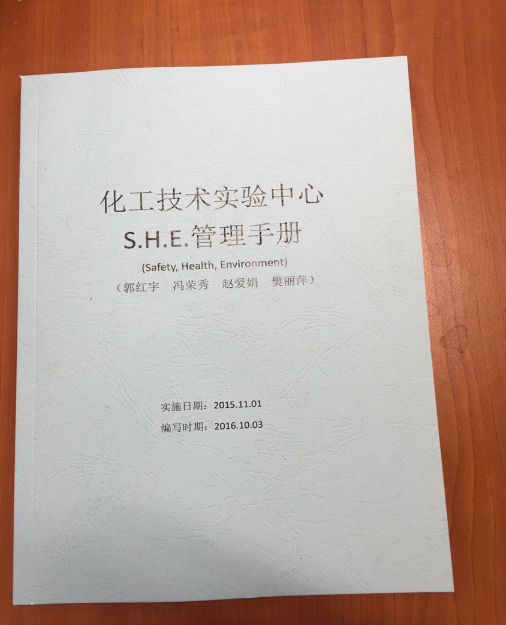 化工技术实验中心
S.H.E.管理手册
(Safety, Health, Environment)
（郭红宇 冯荣秀 赵爱娟 樊丽萍）
实施日期：2015.11.01
编写时期：2016.10.03